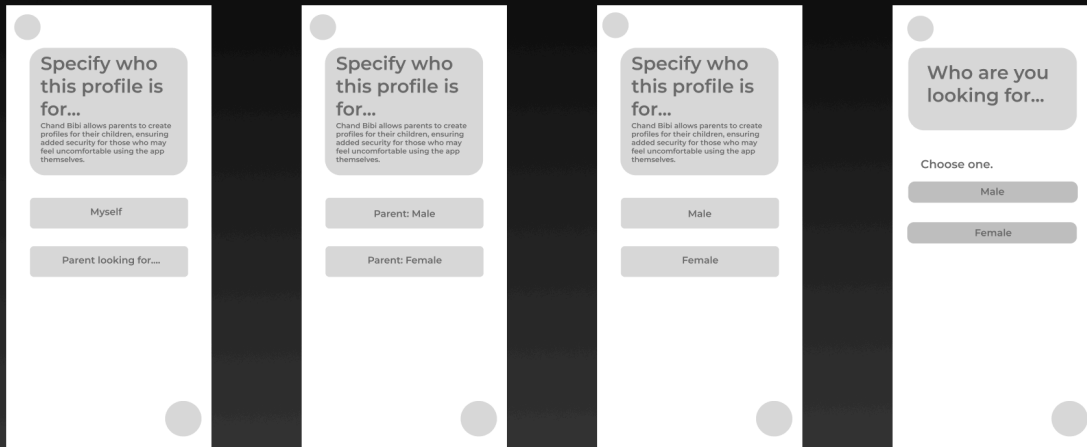 Specify who
this profile is
for...
Chand Bibi allows parents to create
profiles for their children, ensuring
added security for those who may
feel uncomfortable using the app
themselves.
Myself
Parent looking for....
Specify who
this profile is
for...
Chand Bibi allows parents to create
profiles for their children, ensuring
added security for those who may
feel uncomfortable using the app
themselves.
Parent: Male
Parent: Female
Specify who
this profile is
for...
Chand Bibi allows parents to create
profiles for their children, ensuring
added security for those who may
feel uncomfortable using the app
themselves.
Male
Female
Who are you
looking for...
Choose one.
Male
Female